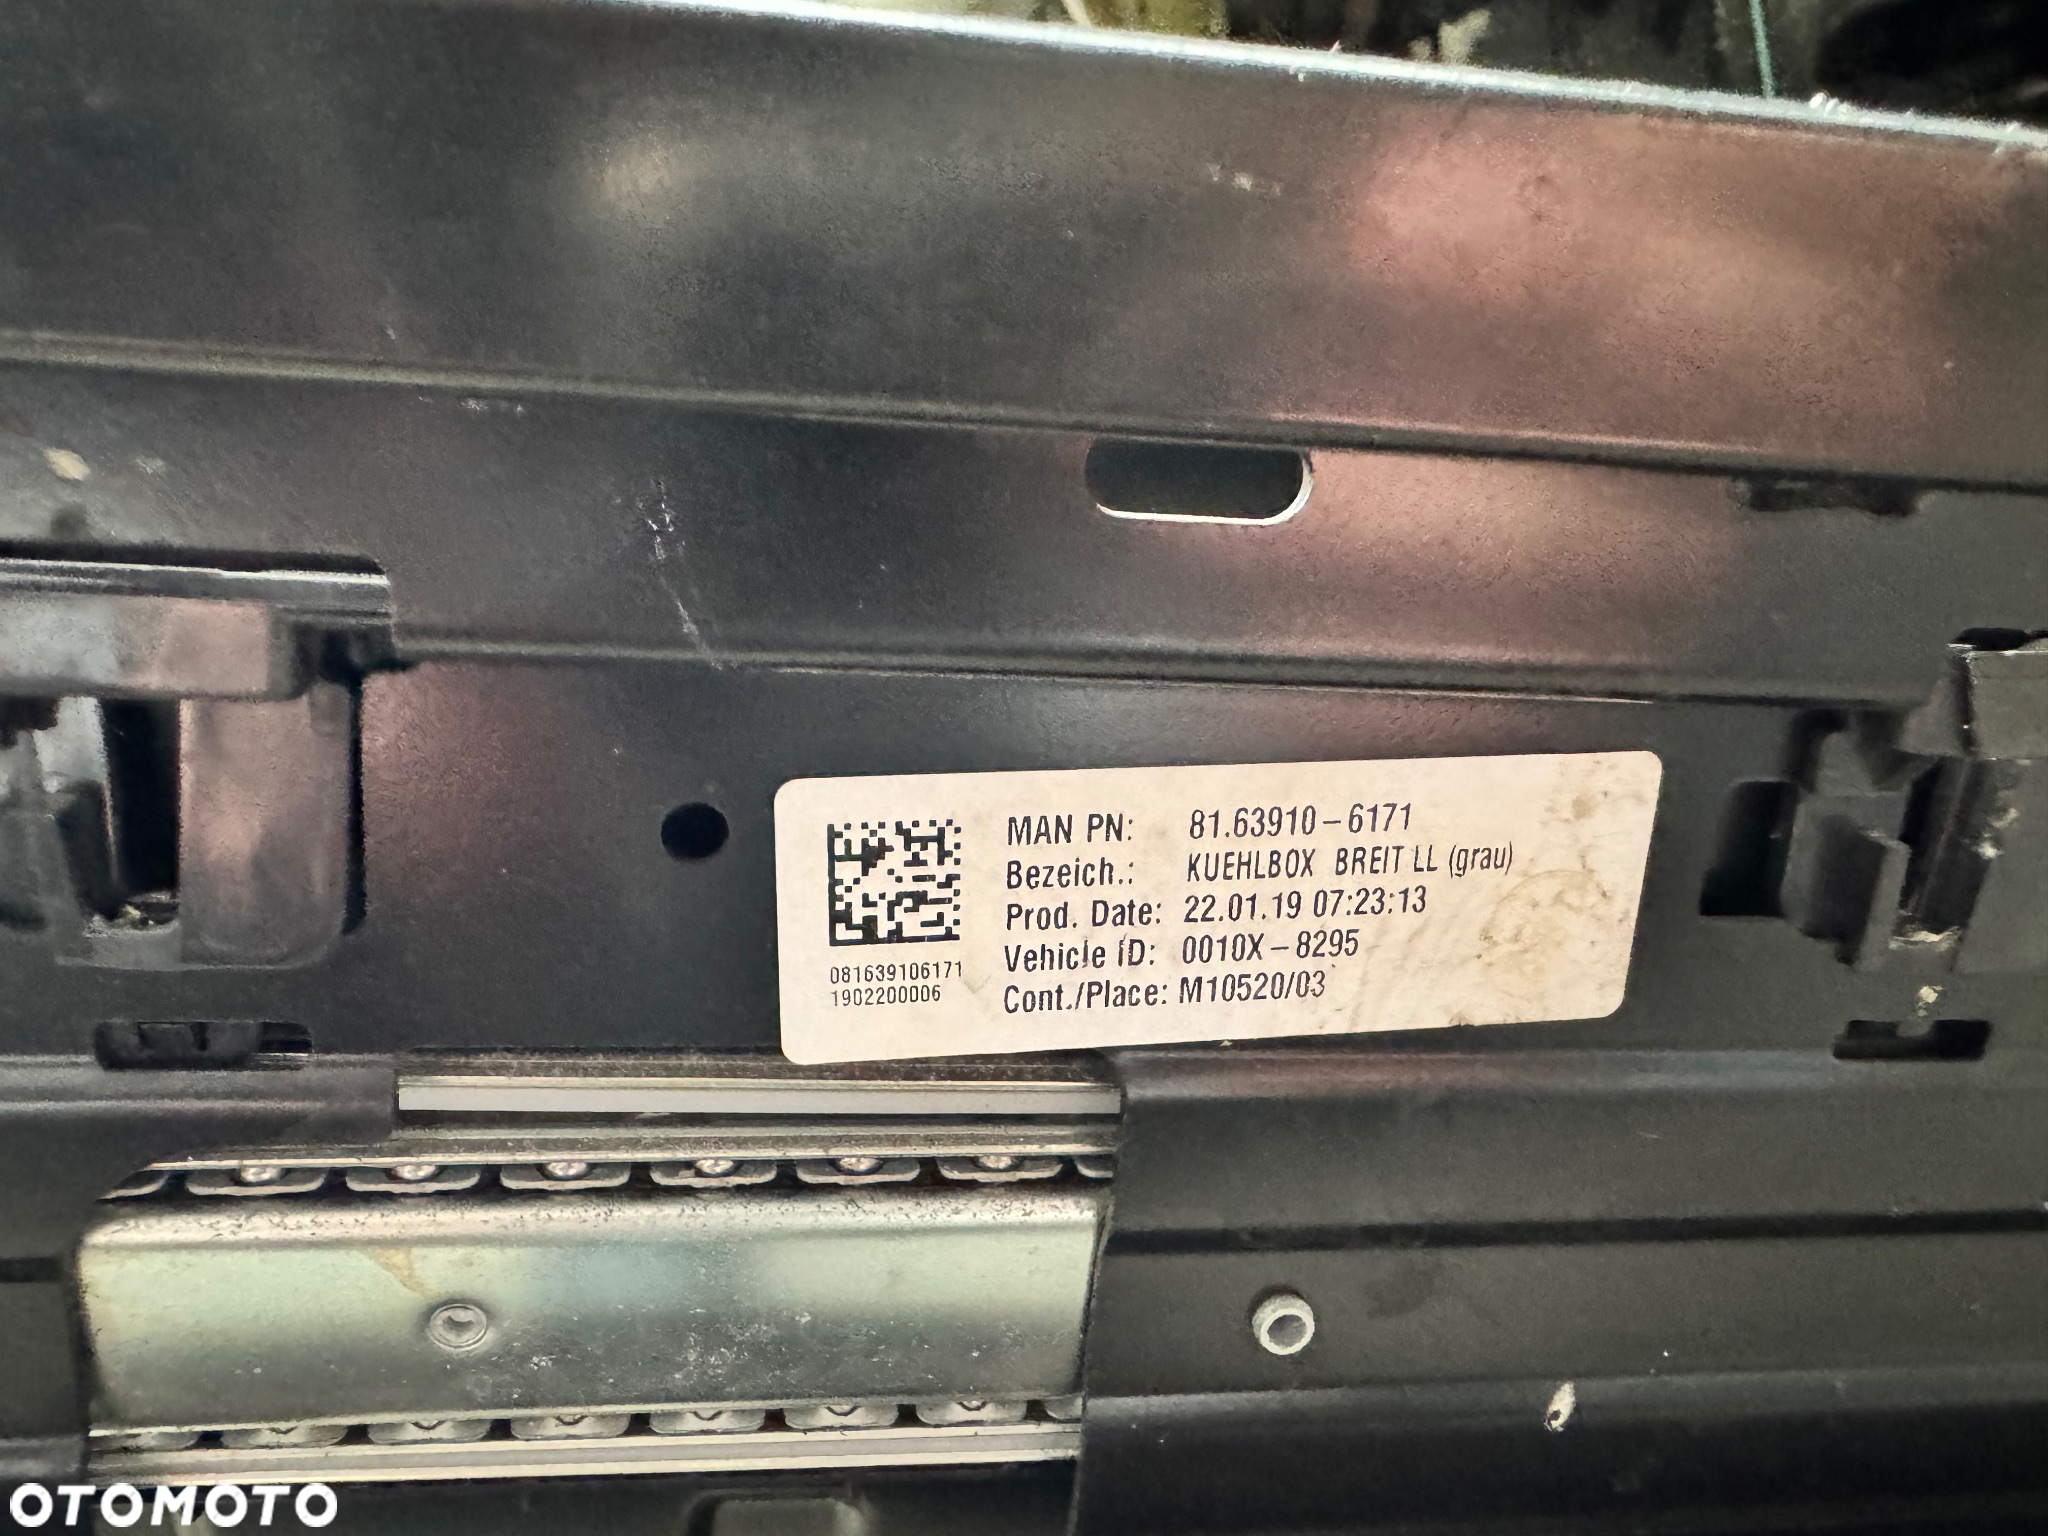 MAN PN: 81.63910-6171
Bezeich.: KUEHLBOX BREIT LL (grau)
Prod. Date: 22.01.19 07:23:13
Vehicle ID: 0010X-8295
Cont./Place: M10520/03
081639106171
1902200006
OTOMOTO